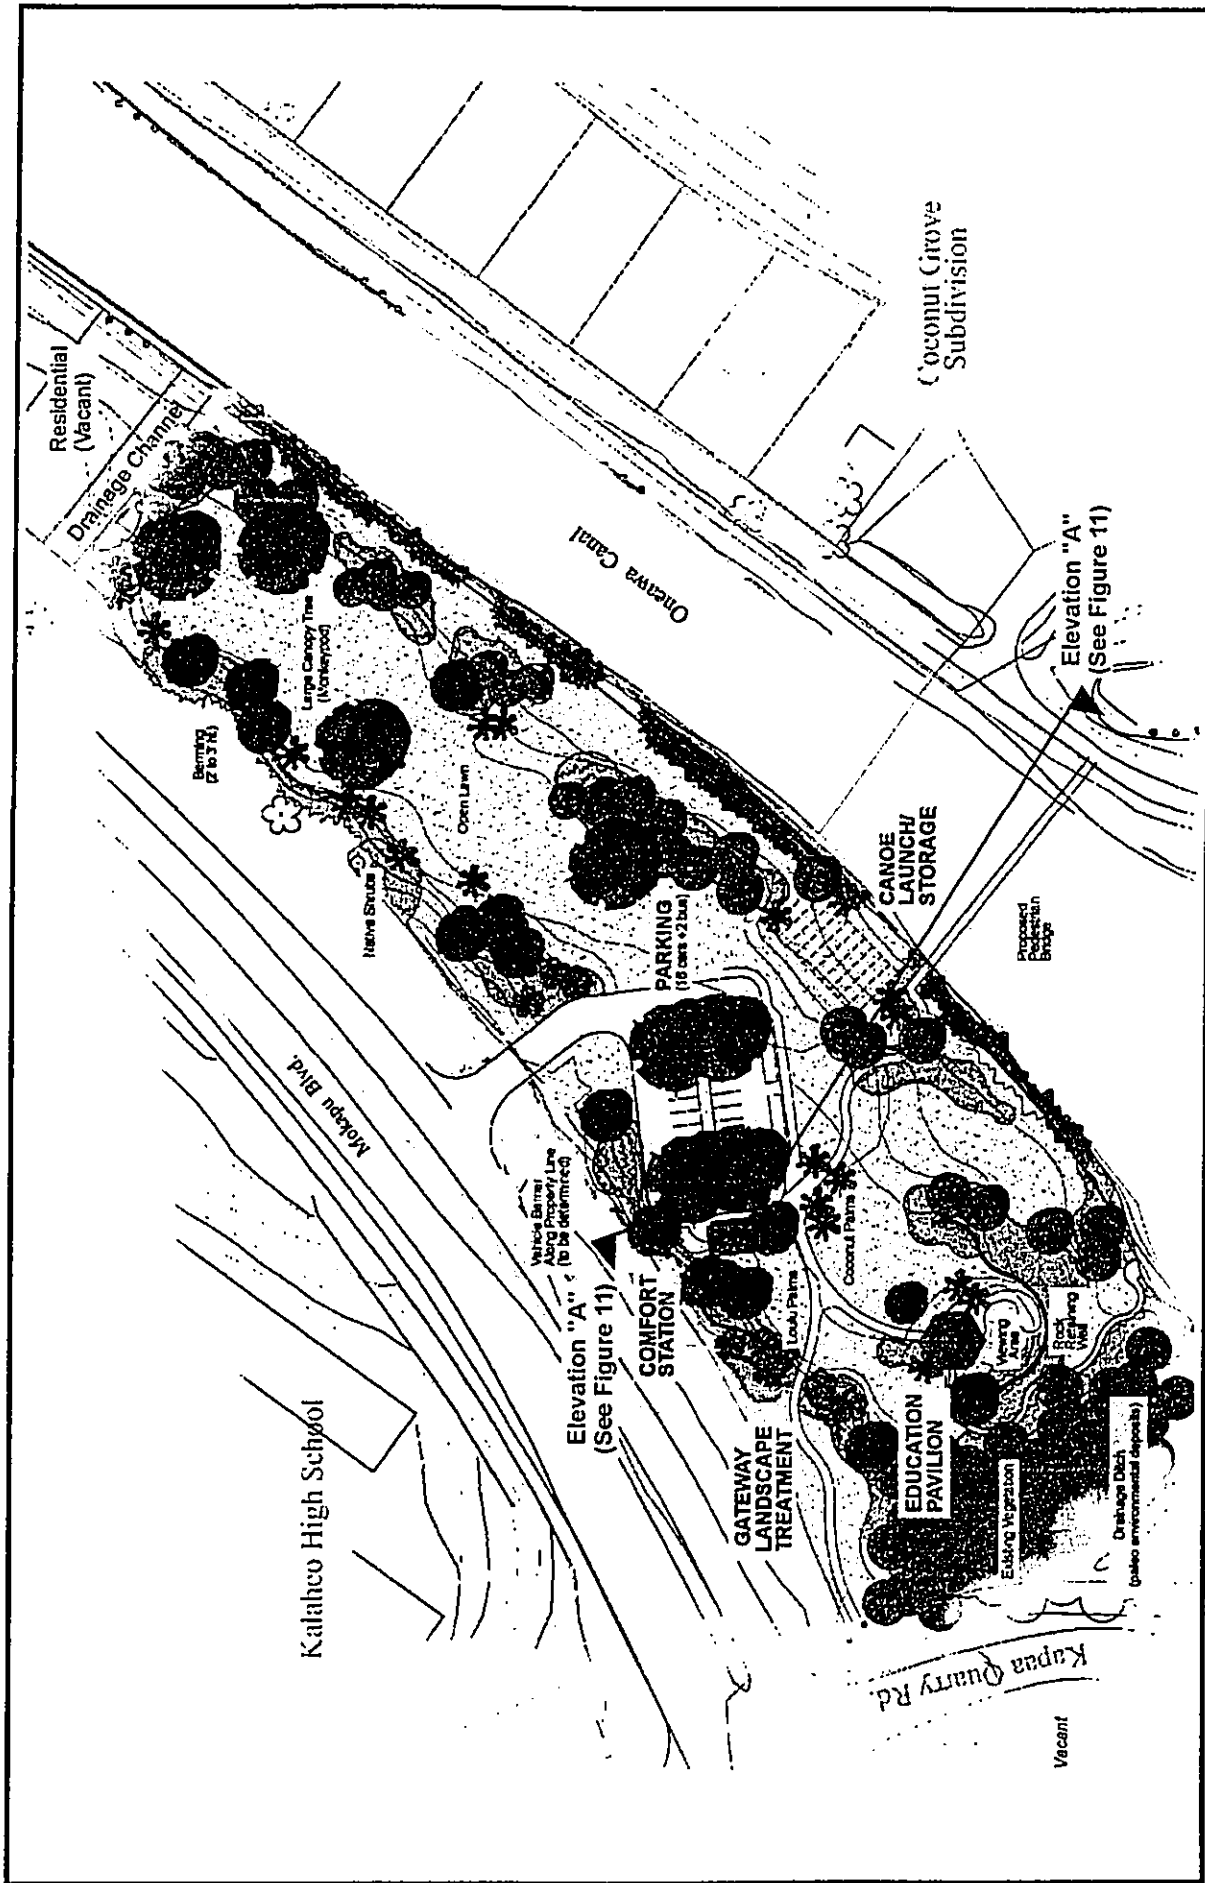 Residential
(Vacant)
Drainage Channel
Large Canopy Tree
(Monkeypod)
Berming
(2 to 3 ft.)
Open Lawn
Native Shrubs
Oneawa Canal
Coconut Grove
Subdivision
Elevation "A"
(See Figure 11)
CANOE
LAUNCH/
STORAGE
Proposed
Pedestrian
Bridge
PARKING
(16 cars +2 bus)
Mokapu Blvd.
Vehicle Barrier
Along Property Line
(to be determined)
Elevation "A"
(See Figure 11)
COMFORT
STATION
Loulu Palms
Coconut Palms
Viewing
Area
Rock
Retaining
Wall
GATEWAY
LANDSCAPE
TREATMENT
EDUCATION
PAVILION
Existing Vegetation
Drainage Ditch
(paleo environmental deposits)
Kalaheo High School
Kapaa Quarry Rd.
Vacant